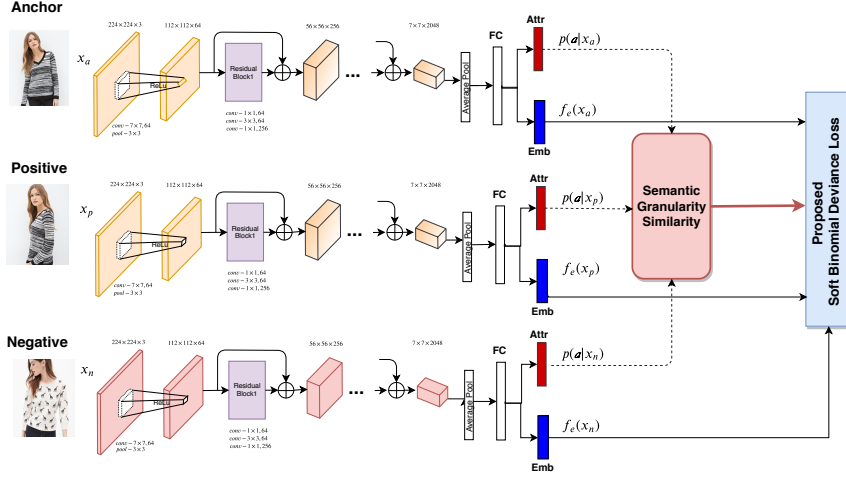 Anchor
224×224×3
112×112×64
56×56×256
7×7×2048
x_a
ReLu
Residual
Block1
conv−7×7,64
pool−3×3
conv−1×1,64
conv−3×3,64
conv−1×1,256
...
Average Pool
FC
Attr
p(a|x_a)
f_e(x_a)
Emb
Positive
224×224×3
112×112×64
56×56×256
7×7×2048
x_p
ReLu
Residual
Block1
conv−7×7,64
pool−3×3
conv−1×1,64
conv−3×3,64
conv−1×1,256
...
Average Pool
FC
Attr
p(a|x_p)
f_e(x_p)
Emb
Semantic
Granularity
Similarity
Proposed
Soft Binomial Deviance Loss
Negative
224×224×3
112×112×64
56×56×256
7×7×2048
x_n
ReLu
Residual
Block1
conv−7×7,64
pool−3×3
conv−1×1,64
conv−3×3,64
conv−1×1,256
...
Average Pool
FC
Attr
p(a|x_n)
f_e(x_n)
Emb